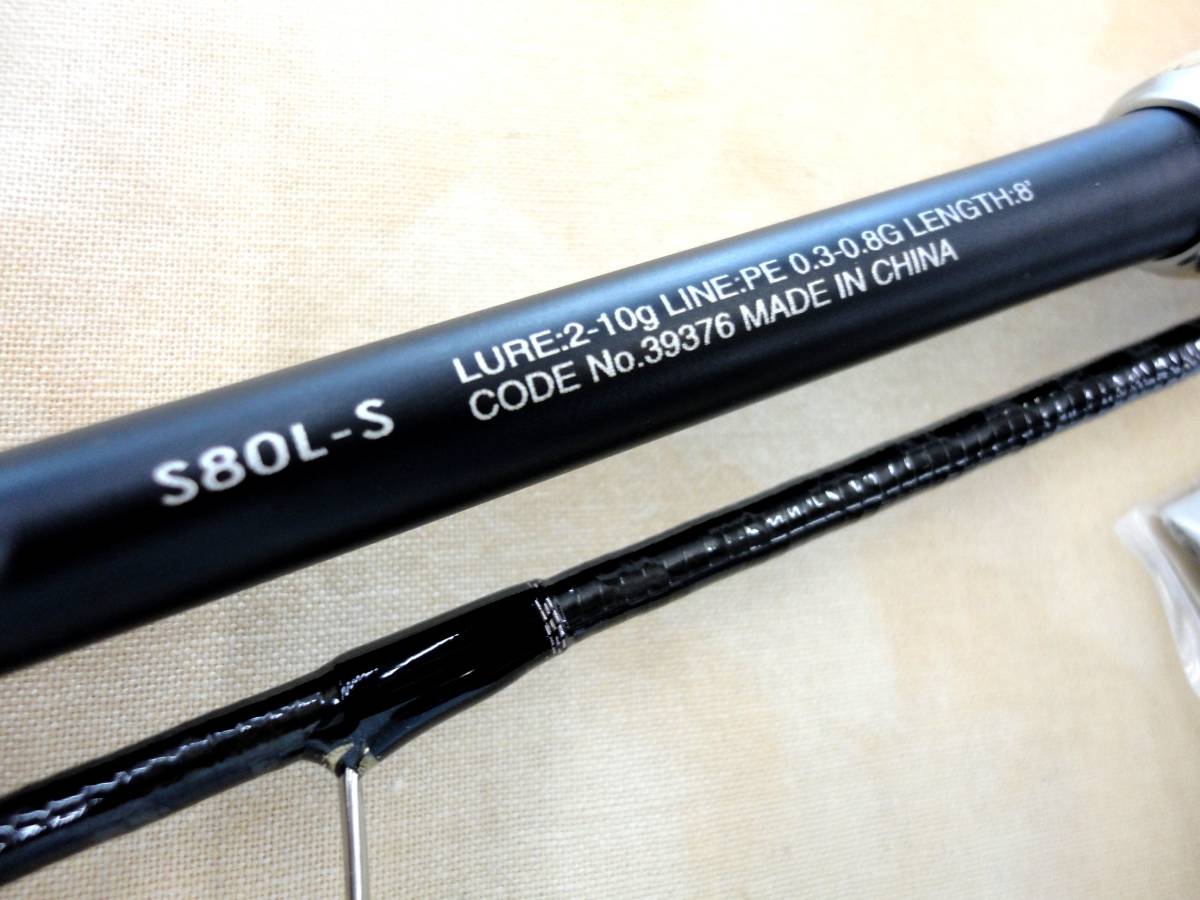 S80L-S
LURE:2-10g LINE:PE 0.3-0.8G LENGTH:8'
CODE No.39376 MADE IN CHINA